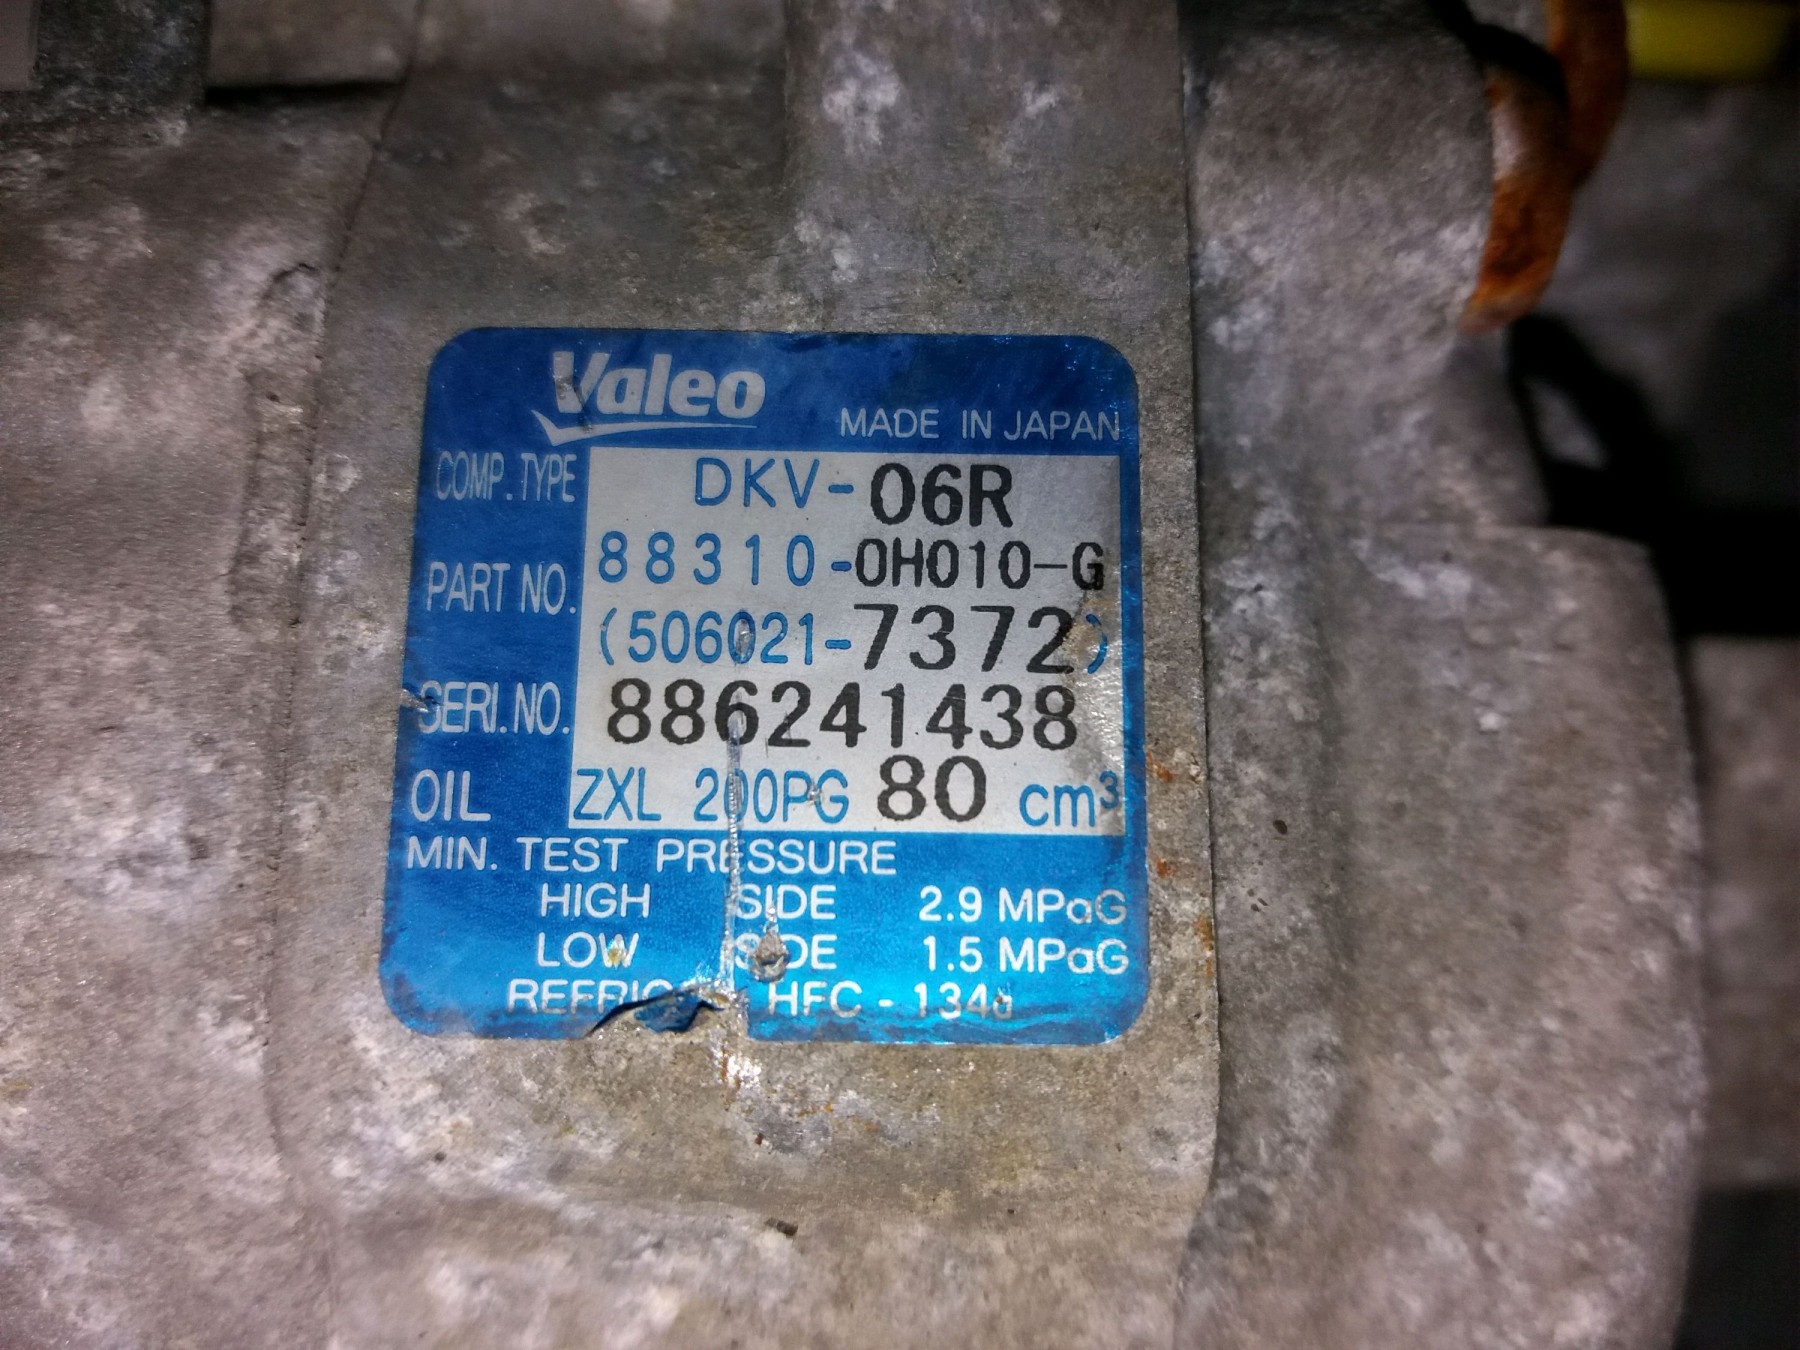 Valeo
MADE IN JAPAN
COMP. TYPE DKV-06R
PART NO. 88310-0H010-G
(506021-7372)
SERI.NO. 886241438
OIL ZXL 200PG 80 cm³
MIN. TEST PRESSURE
HIGH SIDE 2.9 MPaG
LOW SIDE 1.5 MPaG
HFC - 134a